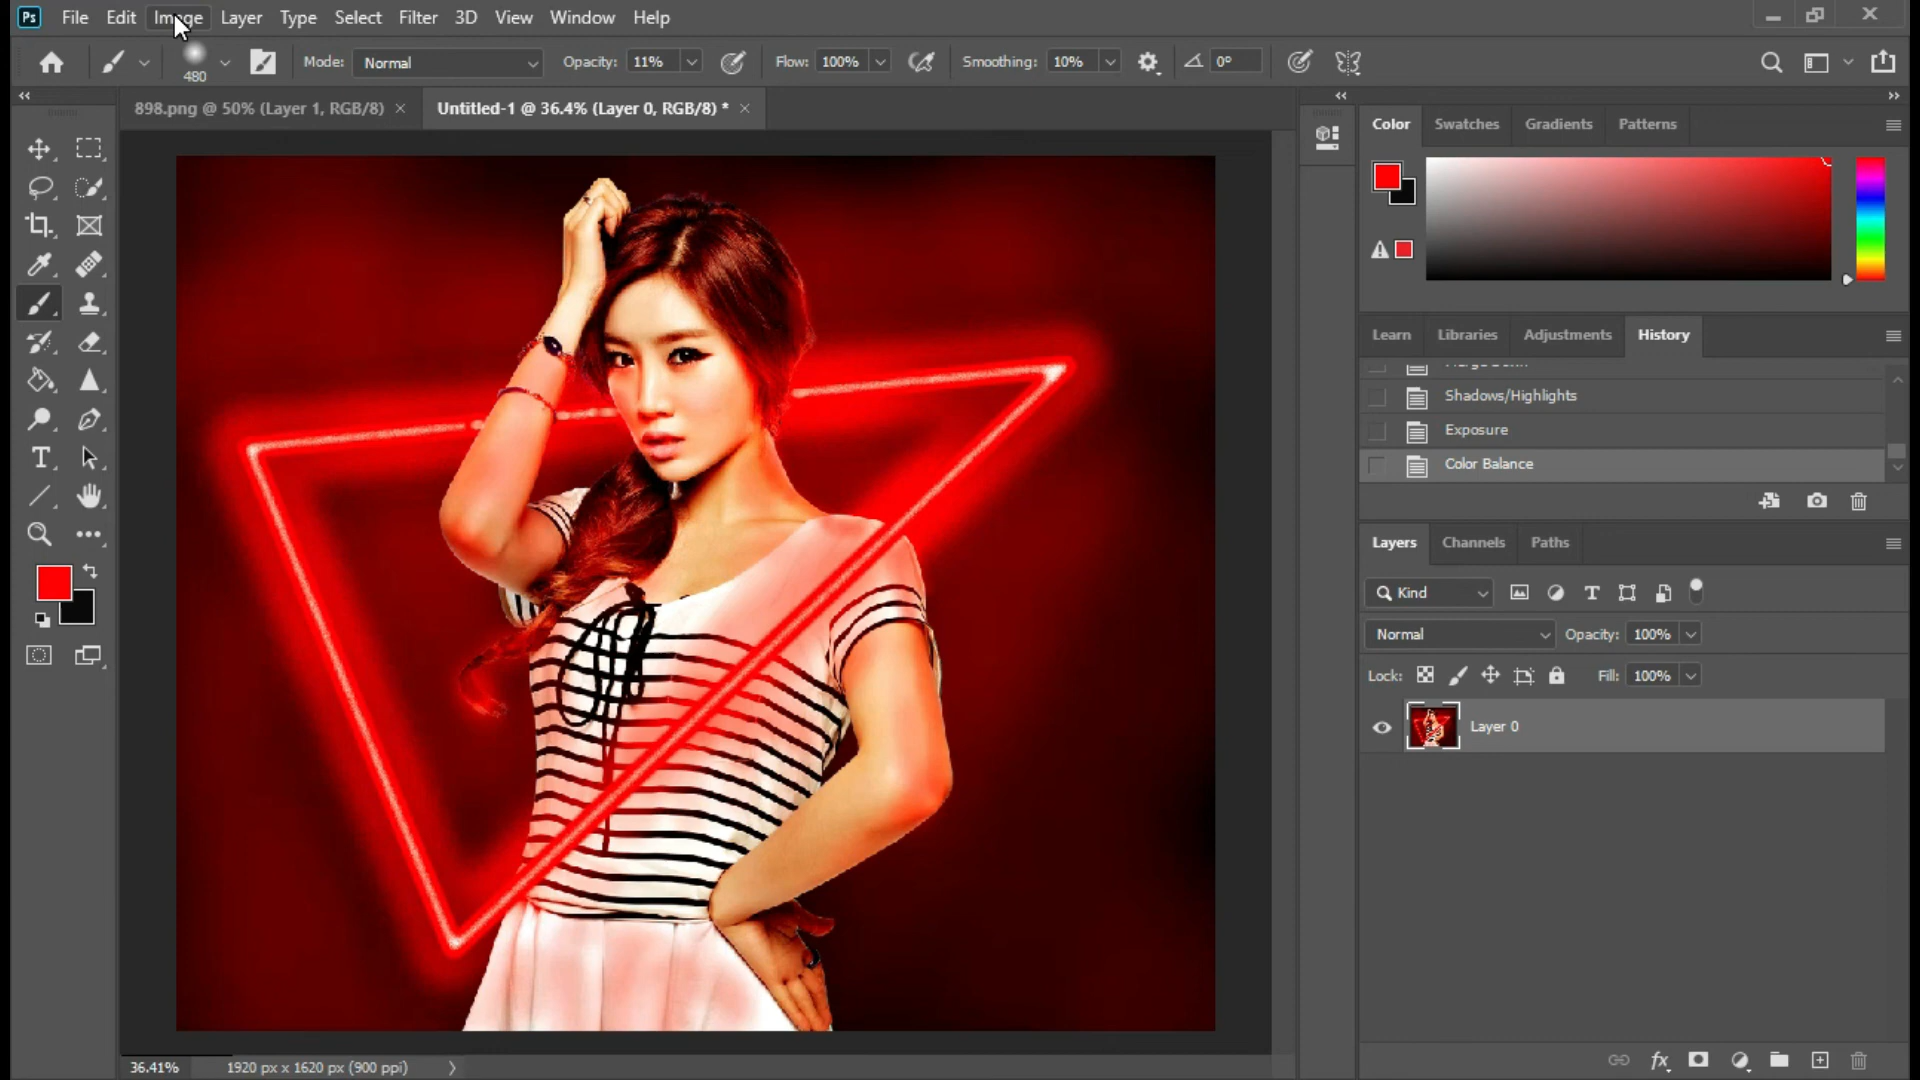 Ps File Edit Image Layer Type Select Filter 3D View Window Help
480 Mode: Normal Opacity: 11% Flow: 100% Smoothing: 10% 0°
898.png @ 50% (Layer 1, RGB/8) × Untitled-1 @ 36.4% (Layer 0, RGB/8) * ×
Color Swatches Gradients Patterns
Learn Libraries Adjustments History
Shadows/Highlights
Exposure
Color Balance
Layers Channels Paths
Kind
Normal Opacity: 100%
Lock: Fill: 100%
Layer 0
fx
36.41% 1920 px x 1620 px (900 ppi)